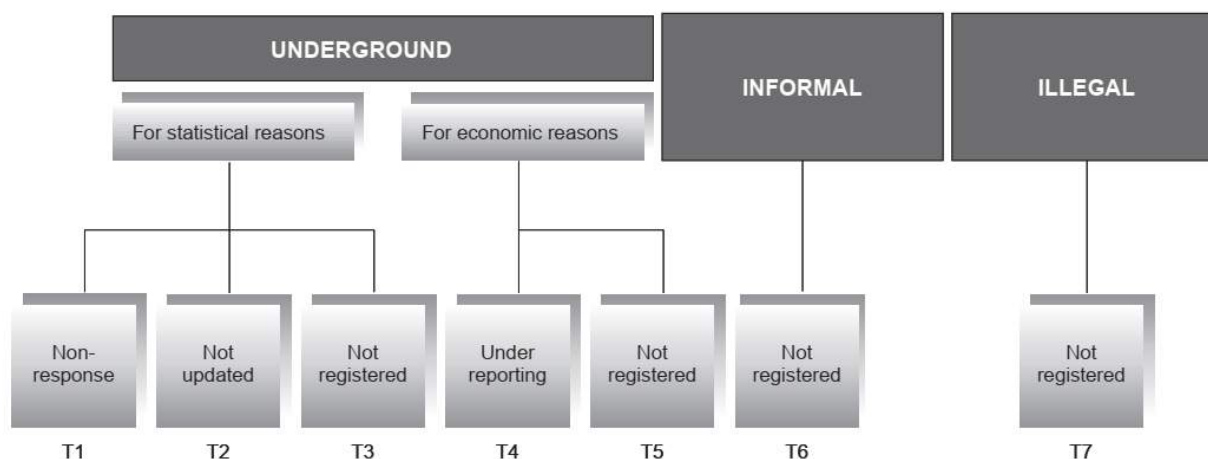 UNDERGROUND
INFORMAL
ILLEGAL
For statistical reasons
For economic reasons
Non-
response
Not
updated
Not
registered
Under
reporting
Not
registered
Not
registered
Not
registered
T1
T2
T3
T4
T5
T6
T7